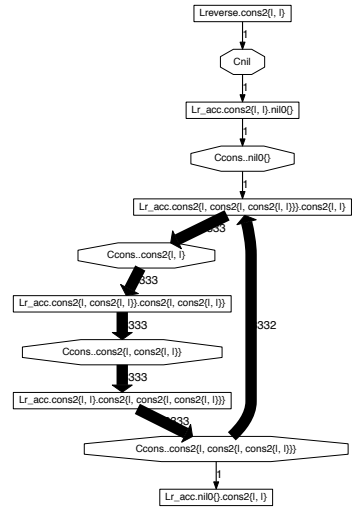 Lreverse.cons2{l, l}
1
Cnil
1
Lr_acc.cons2{l, l}.nil0{}
1
Ccons..nil0{}
1
Lr_acc.cons2{l, cons2{l, cons2{l, l}}}.cons2{l, l}
333
Ccons..cons2{l, l}
333
332
Lr_acc.cons2{l, cons2{l, l}}.cons2{l, cons2{l, l}}
333
Ccons..cons2{l, cons2{l, l}}
333
Lr_acc.cons2{l, l}.cons2{l, cons2{l, cons2{l, l}}}
333
Ccons..cons2{l, cons2{l, cons2{l, l}}}
1
Lr_acc.nil0{}.cons2{l, l}